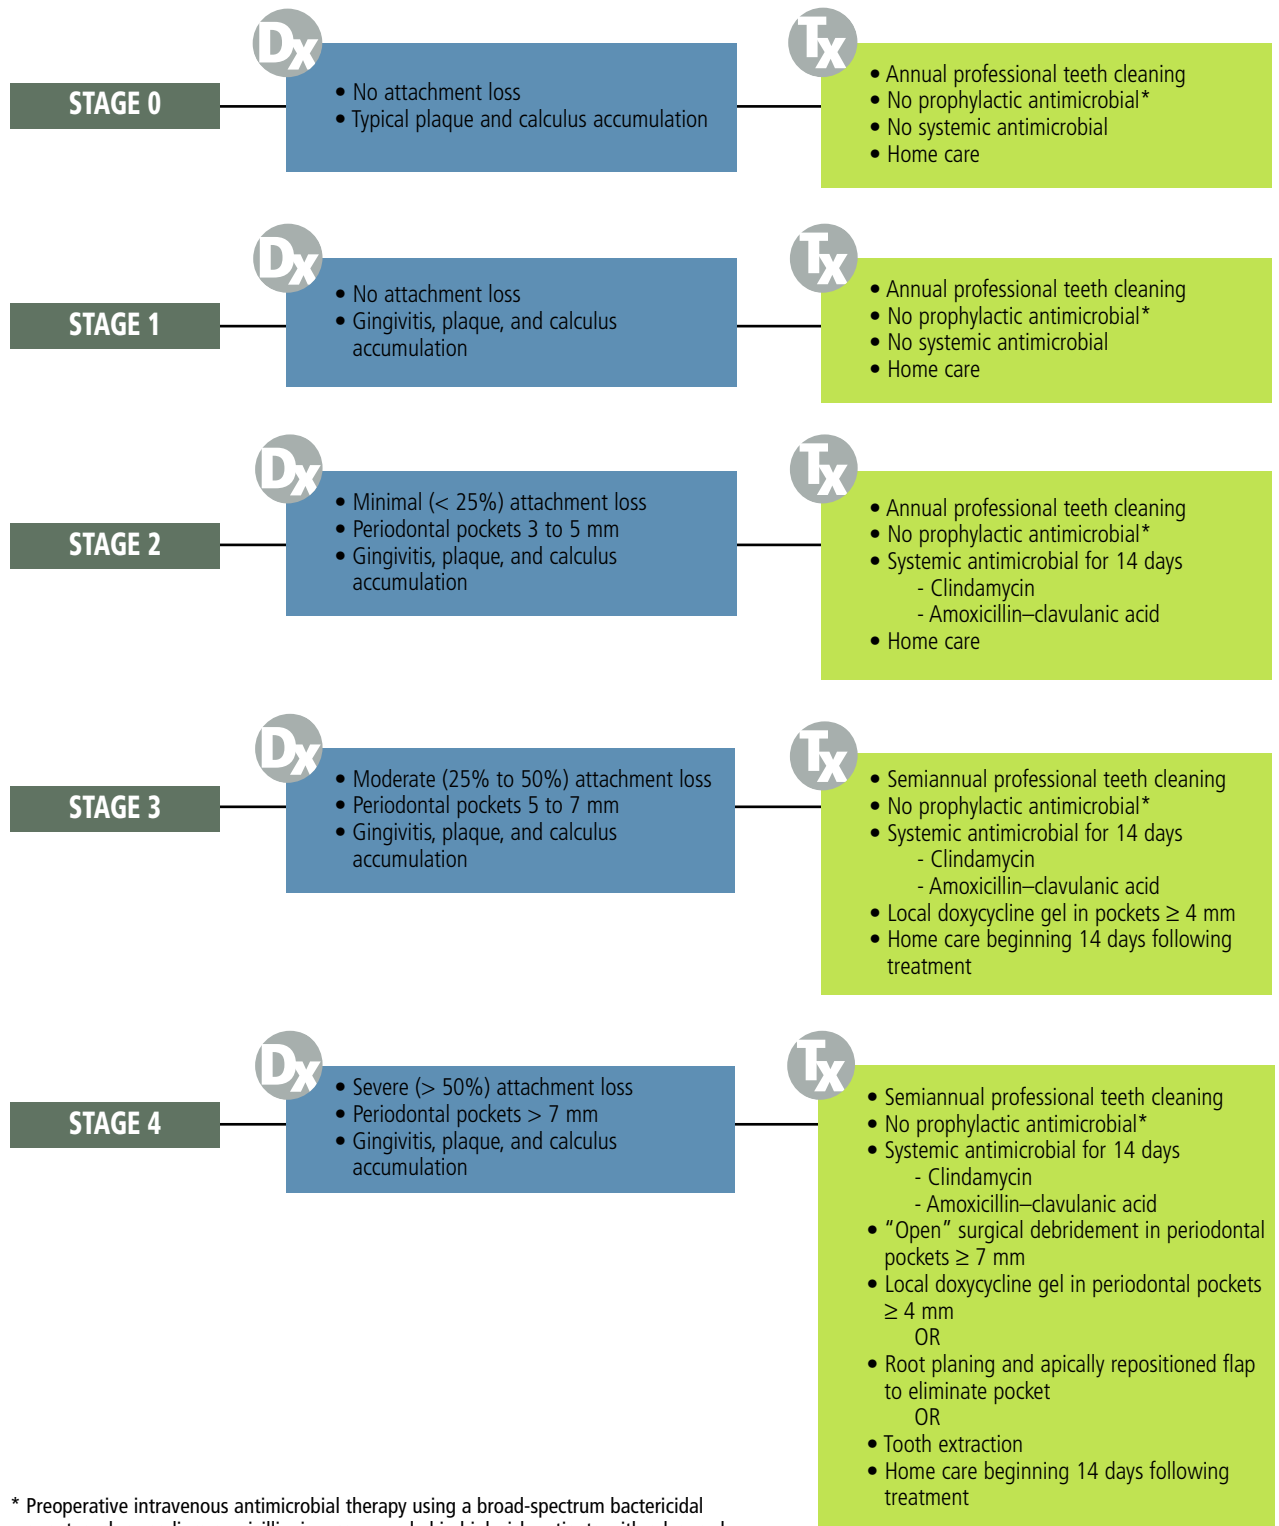 Dx
Tx
STAGE 0
• No attachment loss
• Typical plaque and calculus accumulation
• Annual professional teeth cleaning
• No prophylactic antimicrobial*
• No systemic antimicrobial
• Home care
Dx
Tx
STAGE 1
• No attachment loss
• Gingivitis, plaque, and calculus
accumulation
• Annual professional teeth cleaning
• No prophylactic antimicrobial*
• No systemic antimicrobial
• Home care
Dx
Tx
STAGE 2
• Minimal (< 25%) attachment loss
• Periodontal pockets 3 to 5 mm
• Gingivitis, plaque, and calculus
accumulation
• Annual professional teeth cleaning
• No prophylactic antimicrobial*
• Systemic antimicrobial for 14 days
- Clindamycin
- Amoxicillin–clavulanic acid
• Home care
Dx
Tx
STAGE 3
• Moderate (25% to 50%) attachment loss
• Periodontal pockets 5 to 7 mm
• Gingivitis, plaque, and calculus
accumulation
• Semiannual professional teeth cleaning
• No prophylactic antimicrobial*
• Systemic antimicrobial for 14 days
- Clindamycin
- Amoxicillin–clavulanic acid
• Local doxycycline gel in pockets ≥ 4 mm
• Home care beginning 14 days following
treatment
Dx
Tx
STAGE 4
• Severe (> 50%) attachment loss
• Periodontal pockets > 7 mm
• Gingivitis, plaque, and calculus
accumulation
• Semiannual professional teeth cleaning
• No prophylactic antimicrobial*
• Systemic antimicrobial for 14 days
- Clindamycin
- Amoxicillin–clavulanic acid
• “Open” surgical debridement in periodontal
pockets ≥ 7 mm
• Local doxycycline gel in periodontal pockets
≥ 4 mm
OR
• Root planing and apically repositioned flap
to eliminate pocket
OR
• Tooth extraction
• Home care beginning 14 days following
treatment
* Preoperative intravenous antimicrobial therapy using a broad-spectrum bactericidal